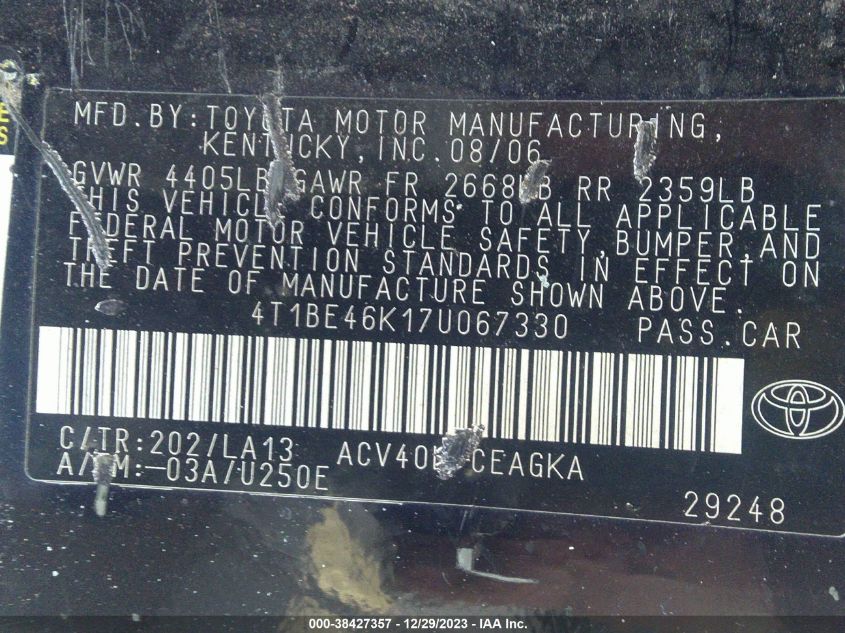 MFD. BY: TOYOTA MOTOR MANUFACTURING,
KENTUCKY, INC. 08/06
GVWR 4405LB GAWR FR 2668LB RR 2359LB
THIS VEHICLE CONFORMS TO ALL APPLICABLE
FEDERAL MOTOR VEHICLE SAFETY, BUMPER, AND
THEFT PREVENTION STANDARDS IN EFFECT ON
THE DATE OF MANUFACTURE SHOWN ABOVE.
4T1BE46K17U067330 PASS. CAR
C/TR: 202/LA13
A/TM: -03A/U250E
29248
000-38427357 - 12/29/2023 - IAA Inc.